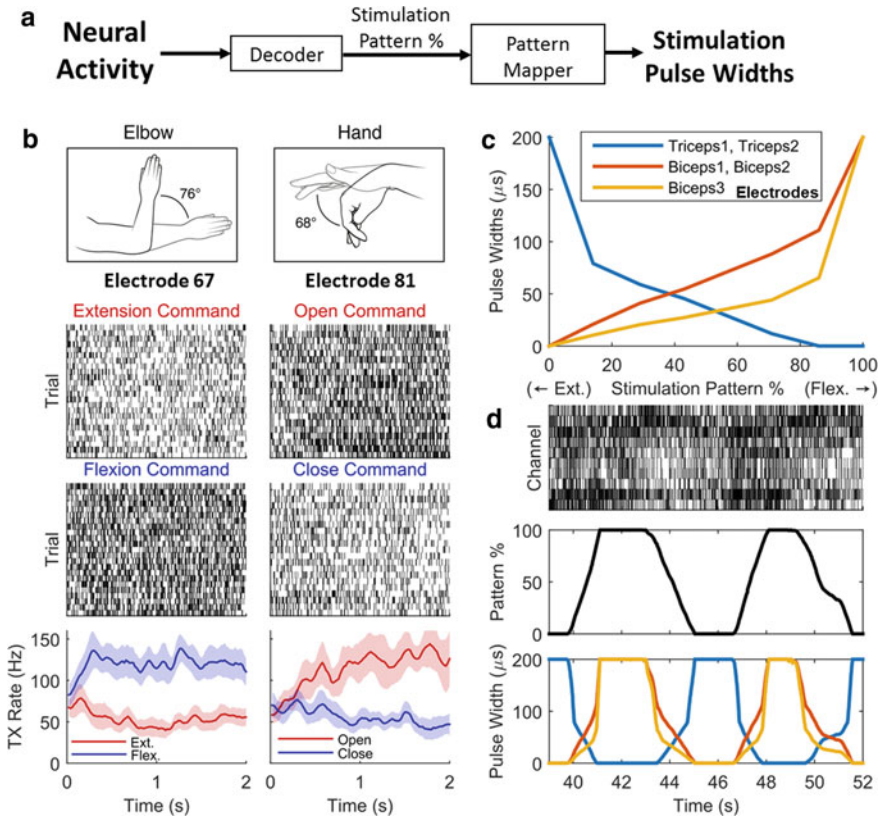 a
Neural
Activity
Decoder
Stimulation
Pattern %
Pattern
Mapper
Stimulation
Pulse Widths
b
Elbow
Hand
76°
68°
Electrode 67
Electrode 81
Extension Command
Open Command
Trial
Flexion Command
Close Command
Trial
TX Rate (Hz)
150
100
50
0
Ext.
Flex.
Open
Close
0 1 2
0 1 2
Time (s)
Time (s)
c
Pulse Widths (μs)
200
150
100
50
0
Triceps1, Triceps2
Biceps1, Biceps2
Biceps3
Electrodes
0 20 40 60 80 100
(← Ext.) Stimulation Pattern % (Flex. →)
d
Channel
Pattern %
100
50
0
Pulse Width (μs)
200
100
0
40 42 44 46 48 50 52
Time (s)